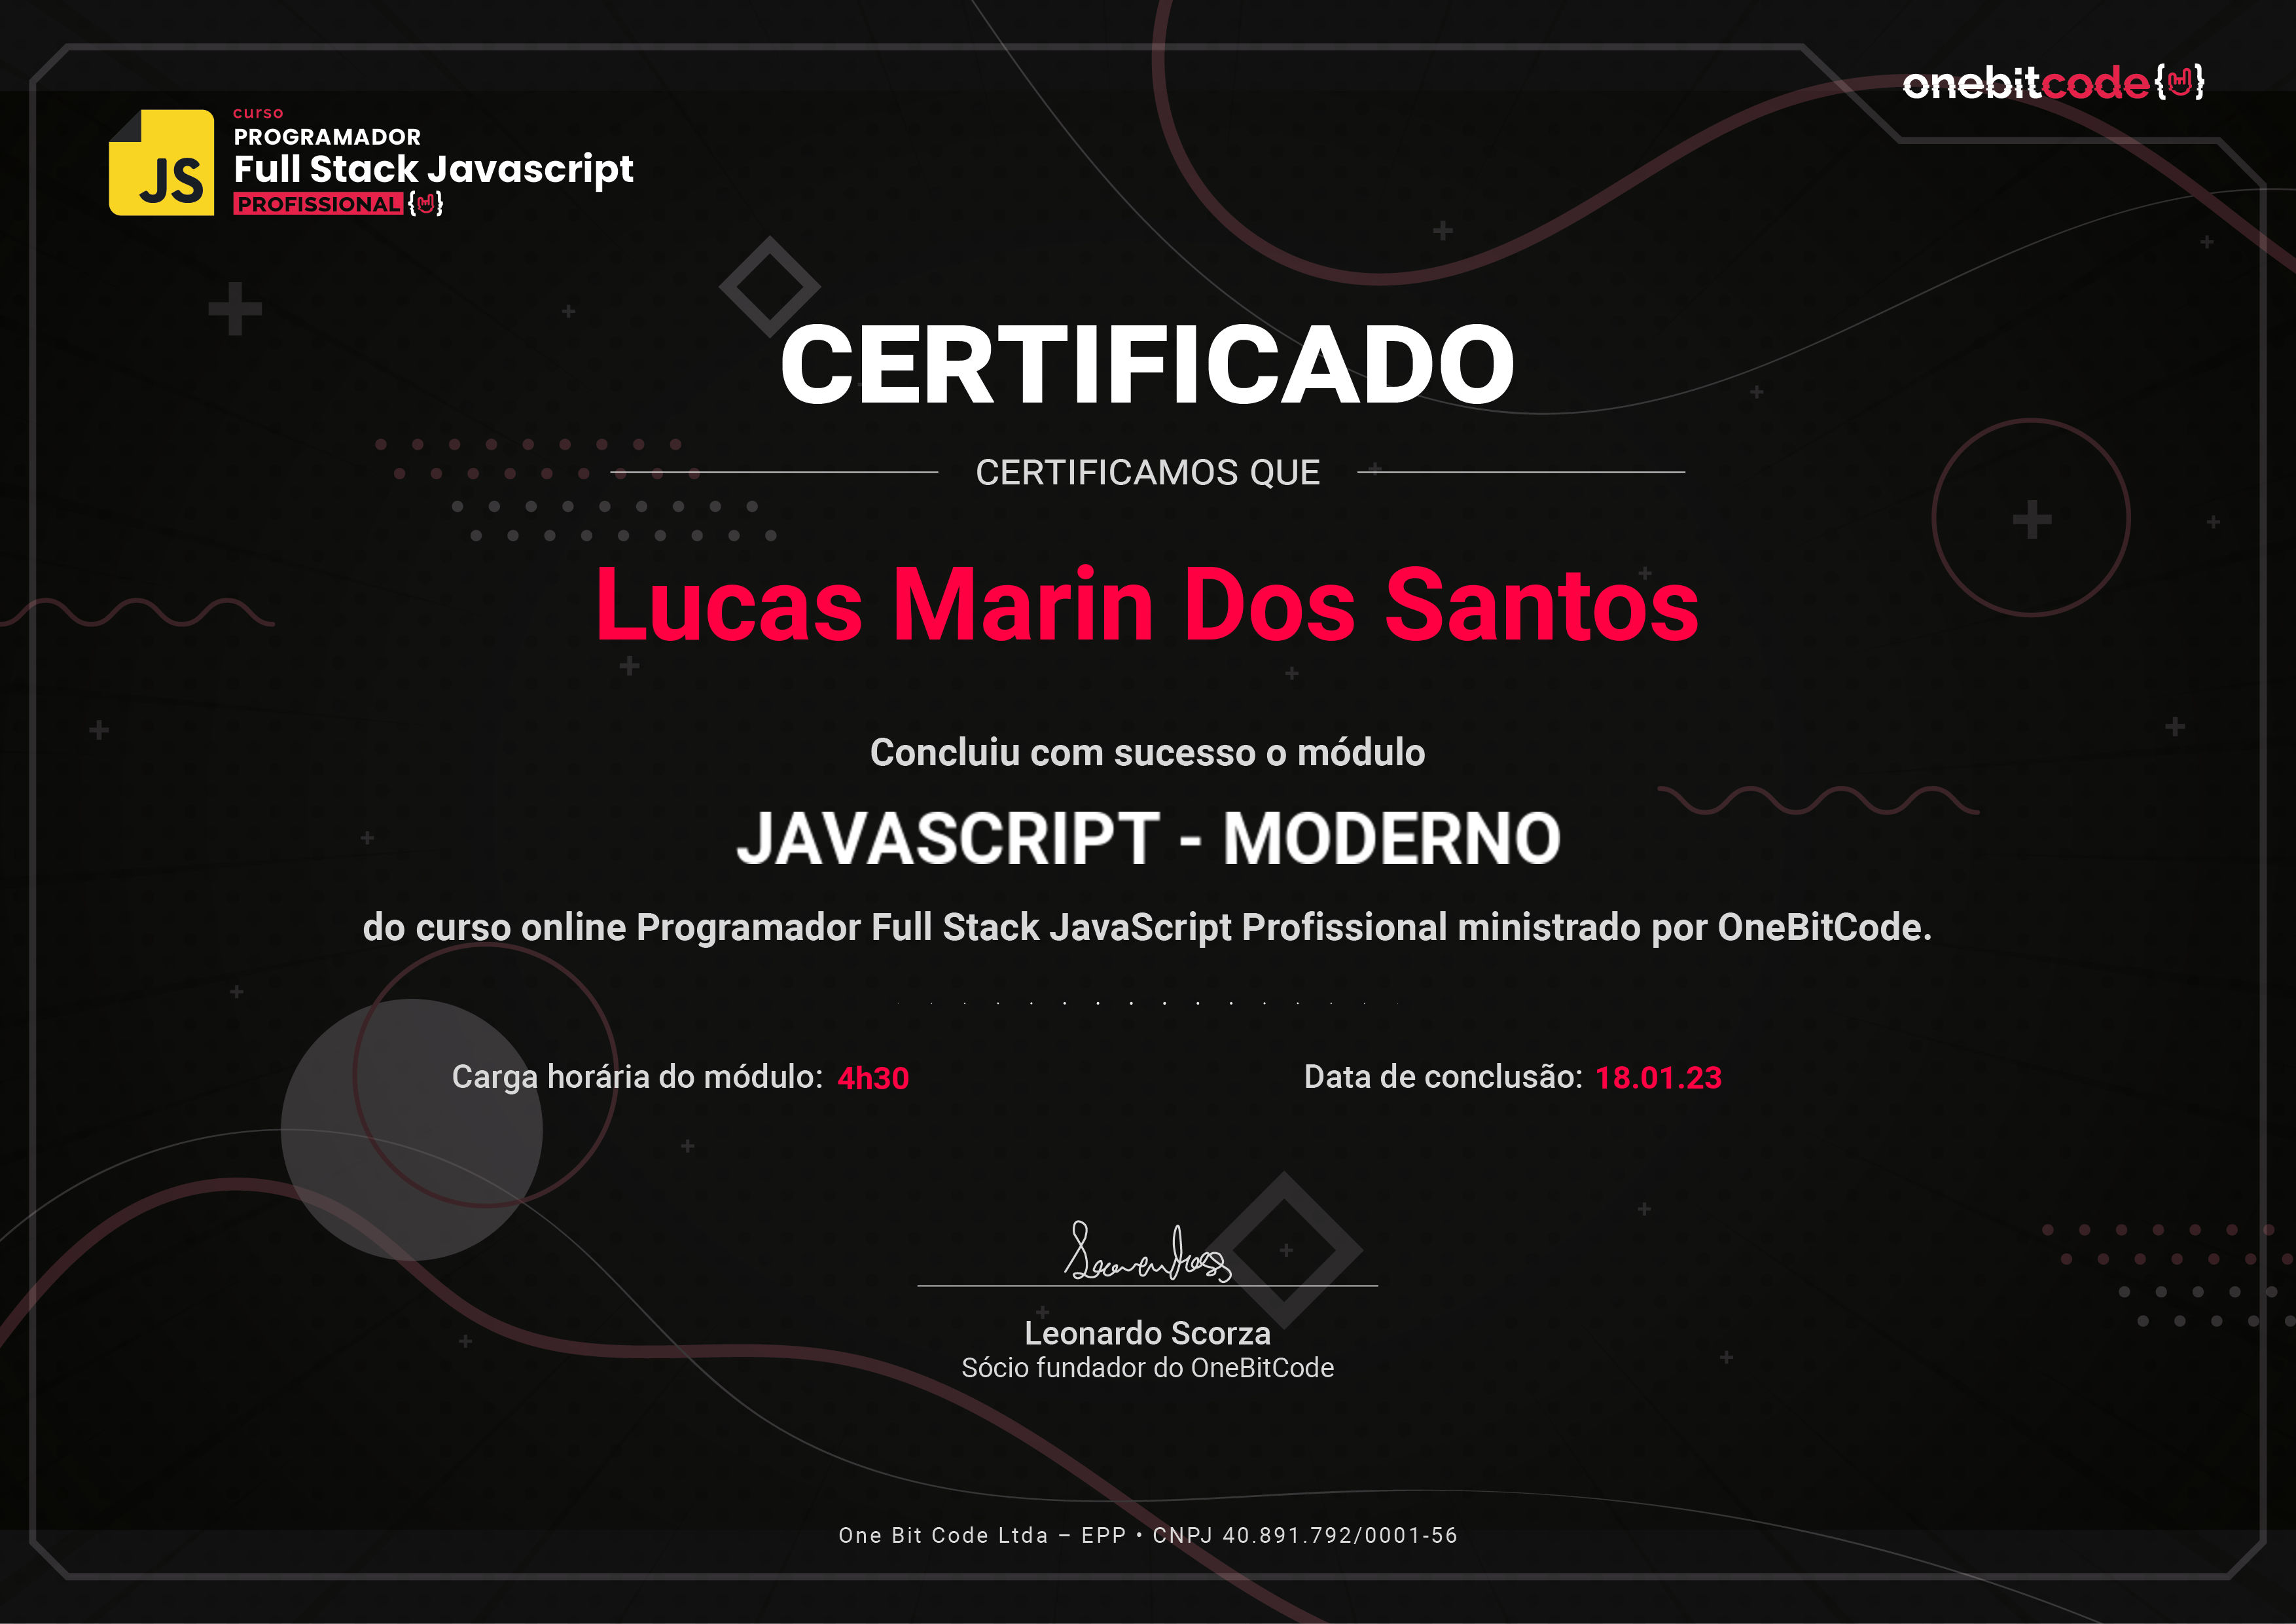 curso
PROGRAMADOR
Full Stack Javascript
PROFISSIONAL
JS
onebitcode
CERTIFICADO
CERTIFICAMOS QUE
Lucas Marin Dos Santos
Concluiu com sucesso o módulo
JAVASCRIPT - MODERNO
do curso online Programador Full Stack JavaScript Profissional ministrado por OneBitCode.
Carga horária do módulo: 4h30
Data de conclusão: 18.01.23
Leonardo Scorza
Sócio fundador do OneBitCode
One Bit Code Ltda – EPP • CNPJ 40.891.792/0001-56